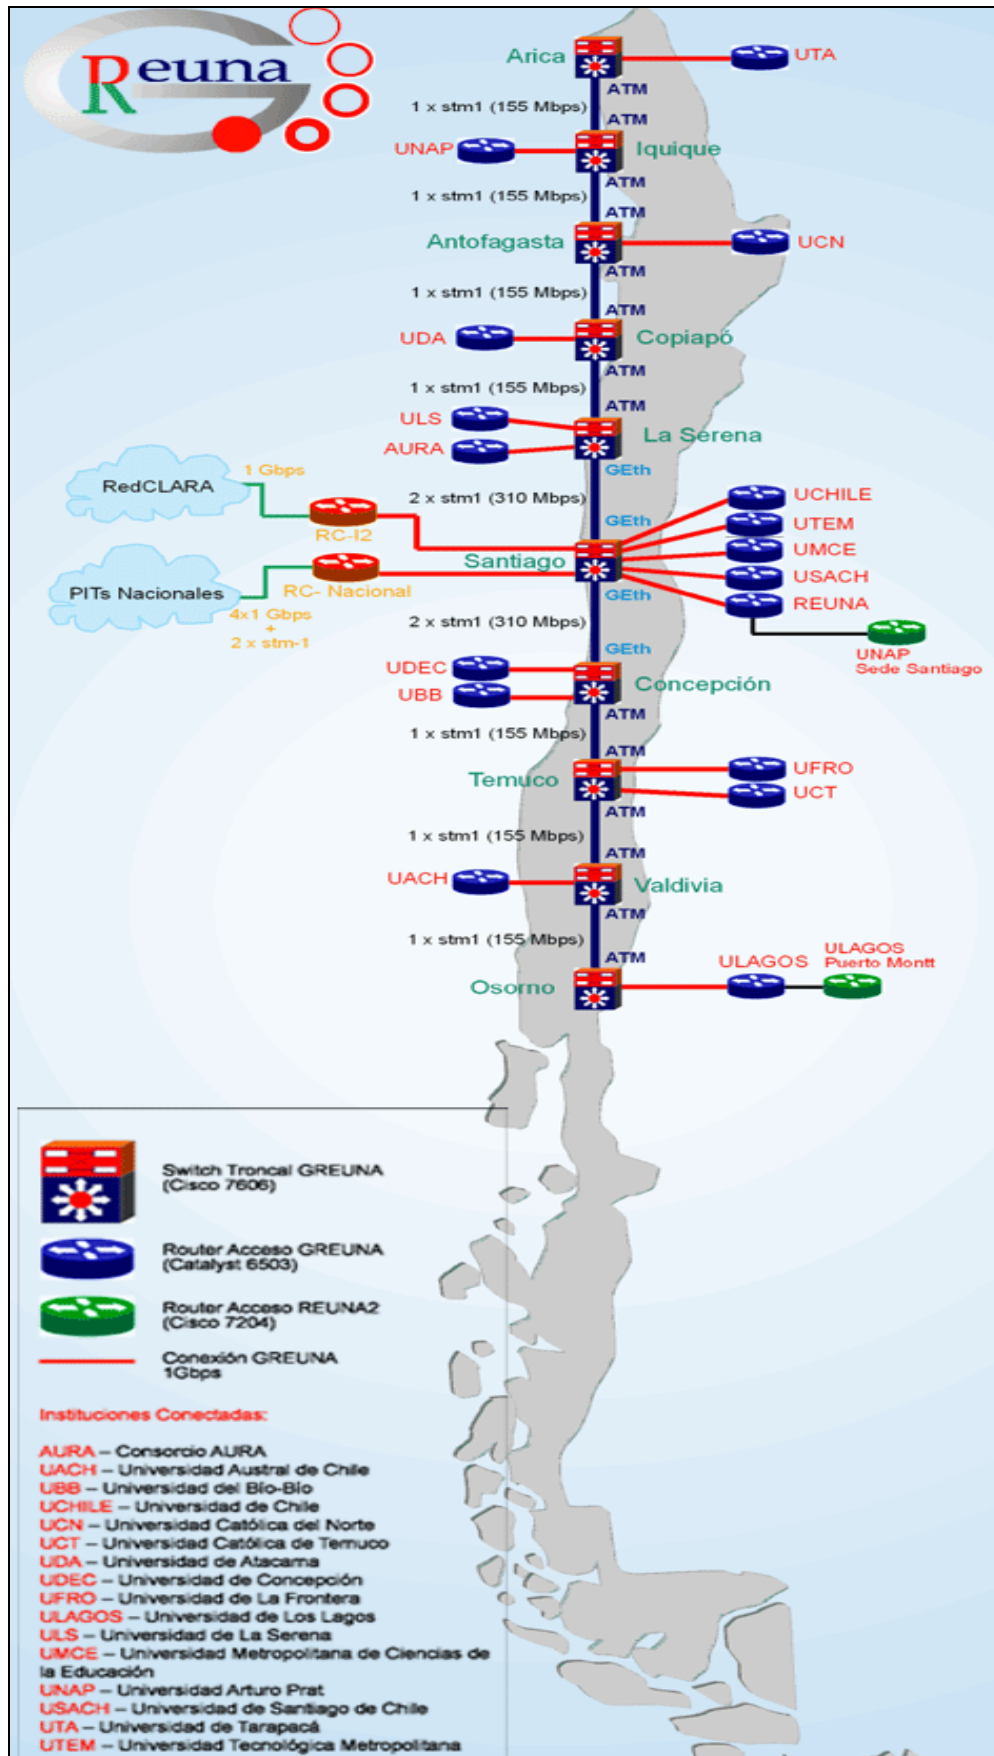 Reuna
Arica
UTA
ATM
1 x stm1 (155 Mbps)
ATM
UNAP
Iquique
ATM
1 x stm1 (155 Mbps)
ATM
Antofagasta
UCN
ATM
1 x stm1 (155 Mbps)
ATM
UDA
Copiapó
ATM
1 x stm1 (155 Mbps)
ATM
ULS
La Serena
AURA
GEth
1 Gbps
RedCLARA
2 x stm1 (310 Mbps)
UCHILE
GEth
UTEM
RC-I2
UMCE
Santiago
USACH
PITs Nacionales
RC- Nacional
GEth
REUNA
4x1 Gbps
+
2 x stm-1
2 x stm1 (310 Mbps)
UNAP
Sede Santiago
GEth
UDEC
Concepción
UBB
ATM
1 x stm1 (155 Mbps)
ATM
Temuco
UFRO
UCT
ATM
1 x stm1 (155 Mbps)
ATM
UACH
Valdivia
ATM
1 x stm1 (155 Mbps)
ATM
ULAGOS
ULAGOS
Puerto Montt
Osorno
Switch Troncal GREUNA
(Cisco 7606)
Router Acceso GREUNA
(Catalyst 6503)
Router Acceso REUNA2
(Cisco 7204)
Conexión GREUNA
1Gbps
Instituciones Conectadas:
AURA – Consorcio AURA
UACH – Universidad Austral de Chile
UBB – Universidad del Bío-Bío
UCHILE – Universidad de Chile
UCN – Universidad Católica del Norte
UCT – Universidad Católica de Temuco
UDA – Universidad de Atacama
UDEC – Universidad de Concepción
UFRO – Universidad de La Frontera
ULAGOS – Universidad de Los Lagos
ULS – Universidad de La Serena
UMCE – Universidad Metropolitana de Ciencias de
la Educación
UNAP – Universidad Arturo Prat
USACH – Universidad de Santiago de Chile
UTA – Universidad de Tarapacá
UTEM – Universidad Tecnológica Metropolitana